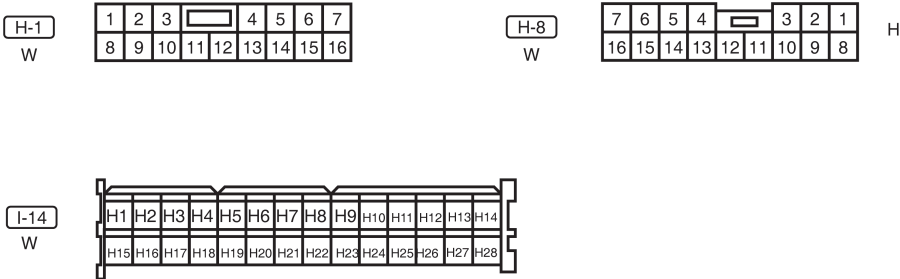 H-1
W
1 2 3 4 5 6 7
8 9 10 11 12 13 14 15 16
H-8
W
7 6 5 4 3 2 1
16 15 14 13 12 11 10 9 8
H
I-14
W
H1 H2 H3 H4 H5 H6 H7 H8 H9 H10 H11 H12 H13 H14
H15 H16 H17 H18 H19 H20 H21 H22 H23 H24 H25 H26 H27 H28